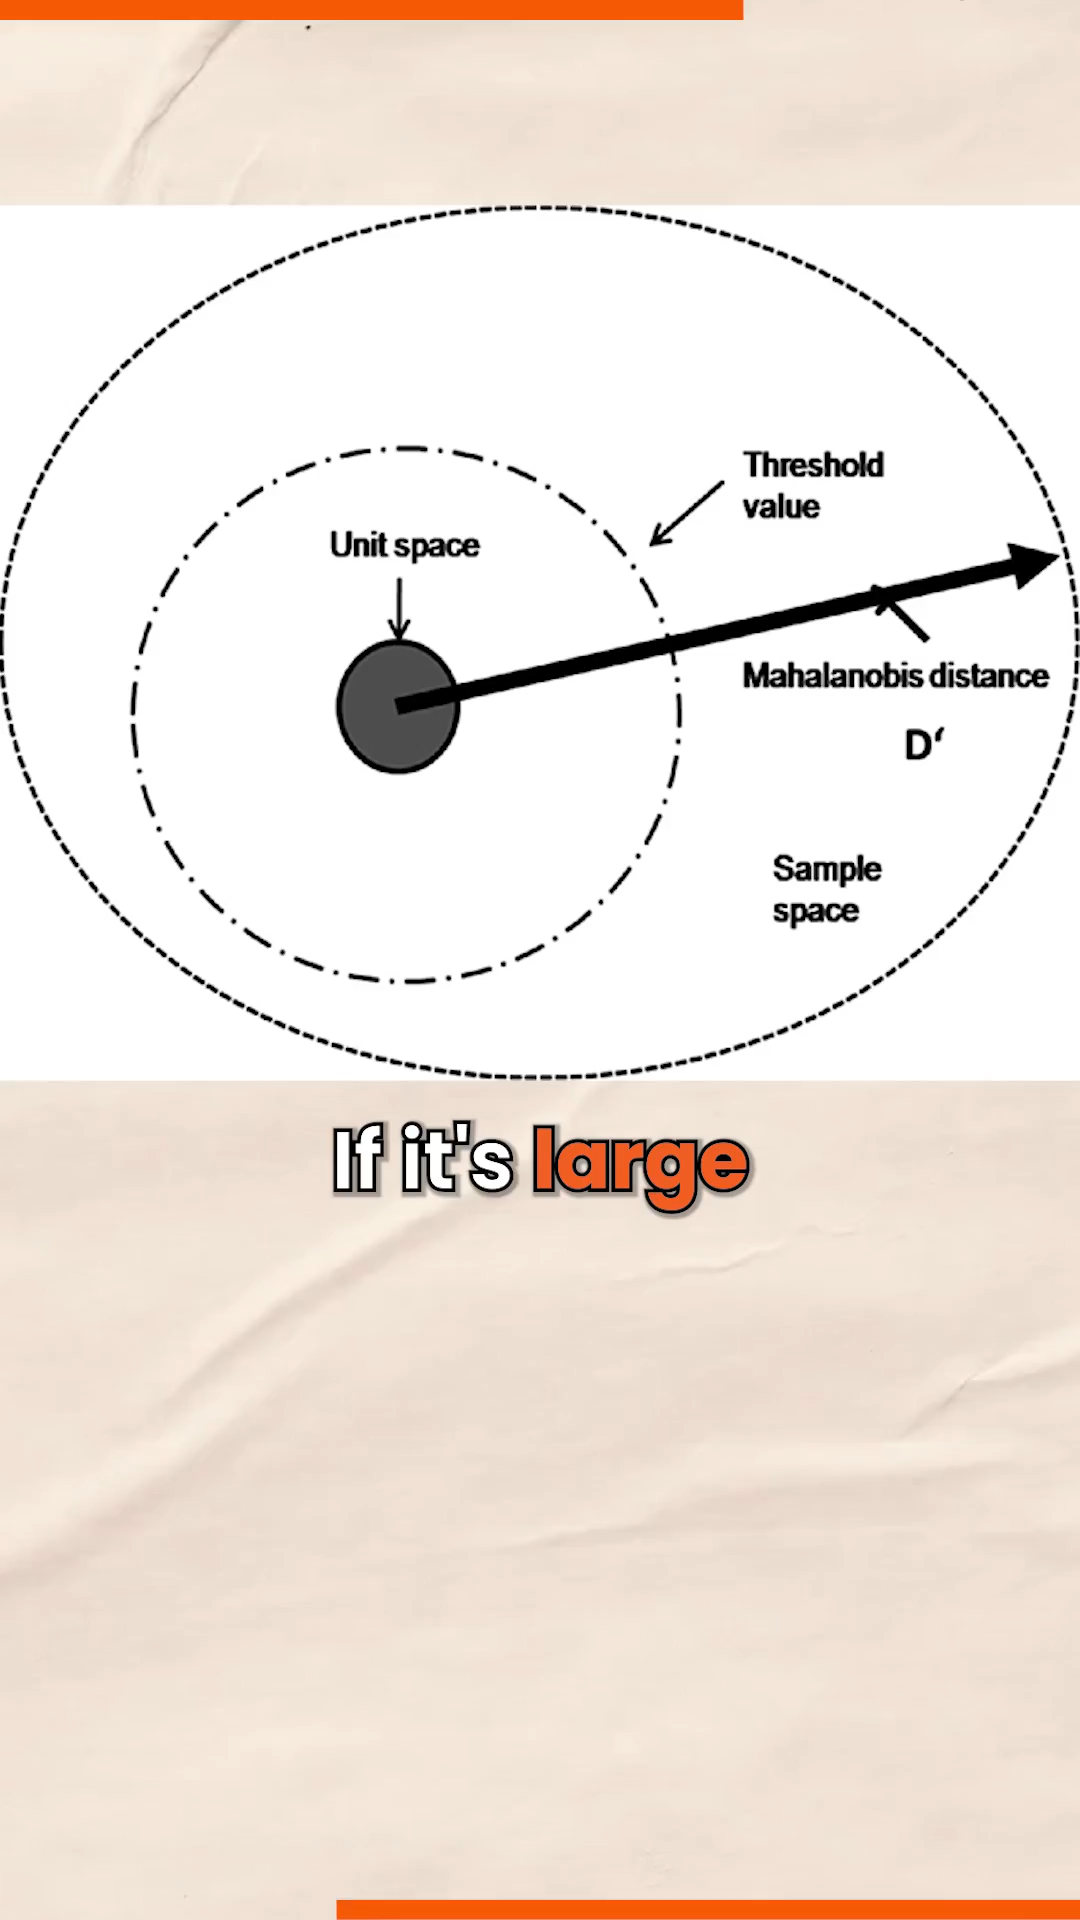 Threshold
value
Unit space
Mahalanobis distance
D‘
Sample
space
If it's large